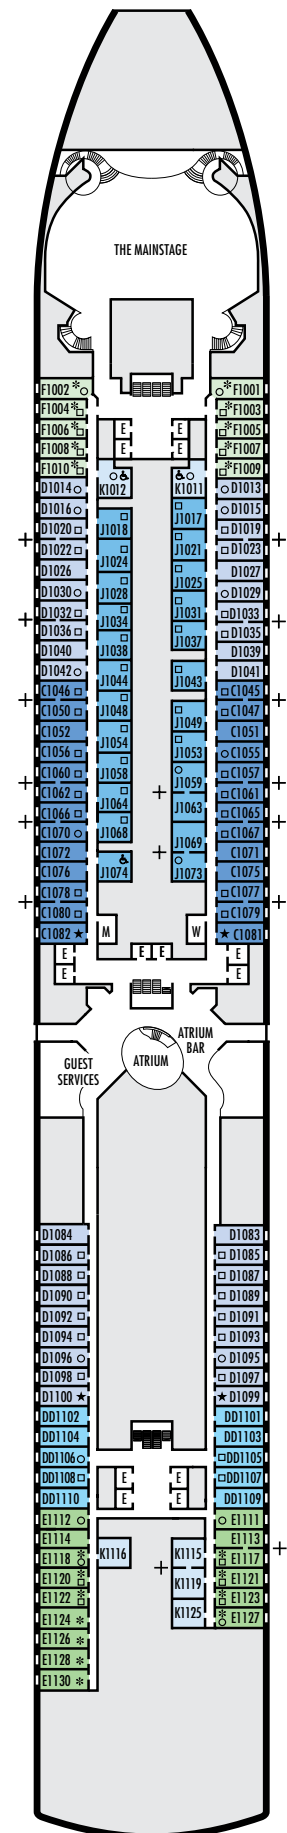 THE MAINSTAGE
F1002 F1001
F1004 F1003
F1006 E E F1005
F1008 E E F1007
F1010 F1009
D1014 K1012 K1011 D1013
D1016 J1017 D1015
D1020 J1018 D1019
D1022 J1021 D1023
D1026 J1024 J1025 D1027
D1030 J1028 D1029
D1032 J1034 J1031 D1033
D1036 J1037 D1035
D1040 J1038 D1039
D1042 J1044 J1043 D1041
C1046 C1045
C1050 J1048 J1049 C1047
C1052 J1054 C1051
C1056 J1053 C1055
C1060 J1058 J1059 C1057
C1062 J1064 J1063 C1061
C1066 C1065
C1070 J1068 J1069 C1067
C1072 C1071
C1076 J1074 J1073 C1075
C1078 C1077
C1080 C1079
C1082 M W C1081
E E E E
E E
ATRIUM
BAR
GUEST
SERVICES
ATRIUM
D1084 D1083
D1086 D1085
D1088 D1087
D1090 D1089
D1092 D1091
D1094 D1093
D1096 D1095
D1098 D1097
D1100 D1099
DD1102 DD1101
DD1104 DD1103
DD1106 DD1105
DD1108 E E DD1107
DD1110 E E DD1109
E1112 E1111
E1114 E1113
E1118 K1116 K1115 E1117
E1120 K1119 E1121
E1122 E1123
E1124 K1125 E1127
E1126
E1128
E1130